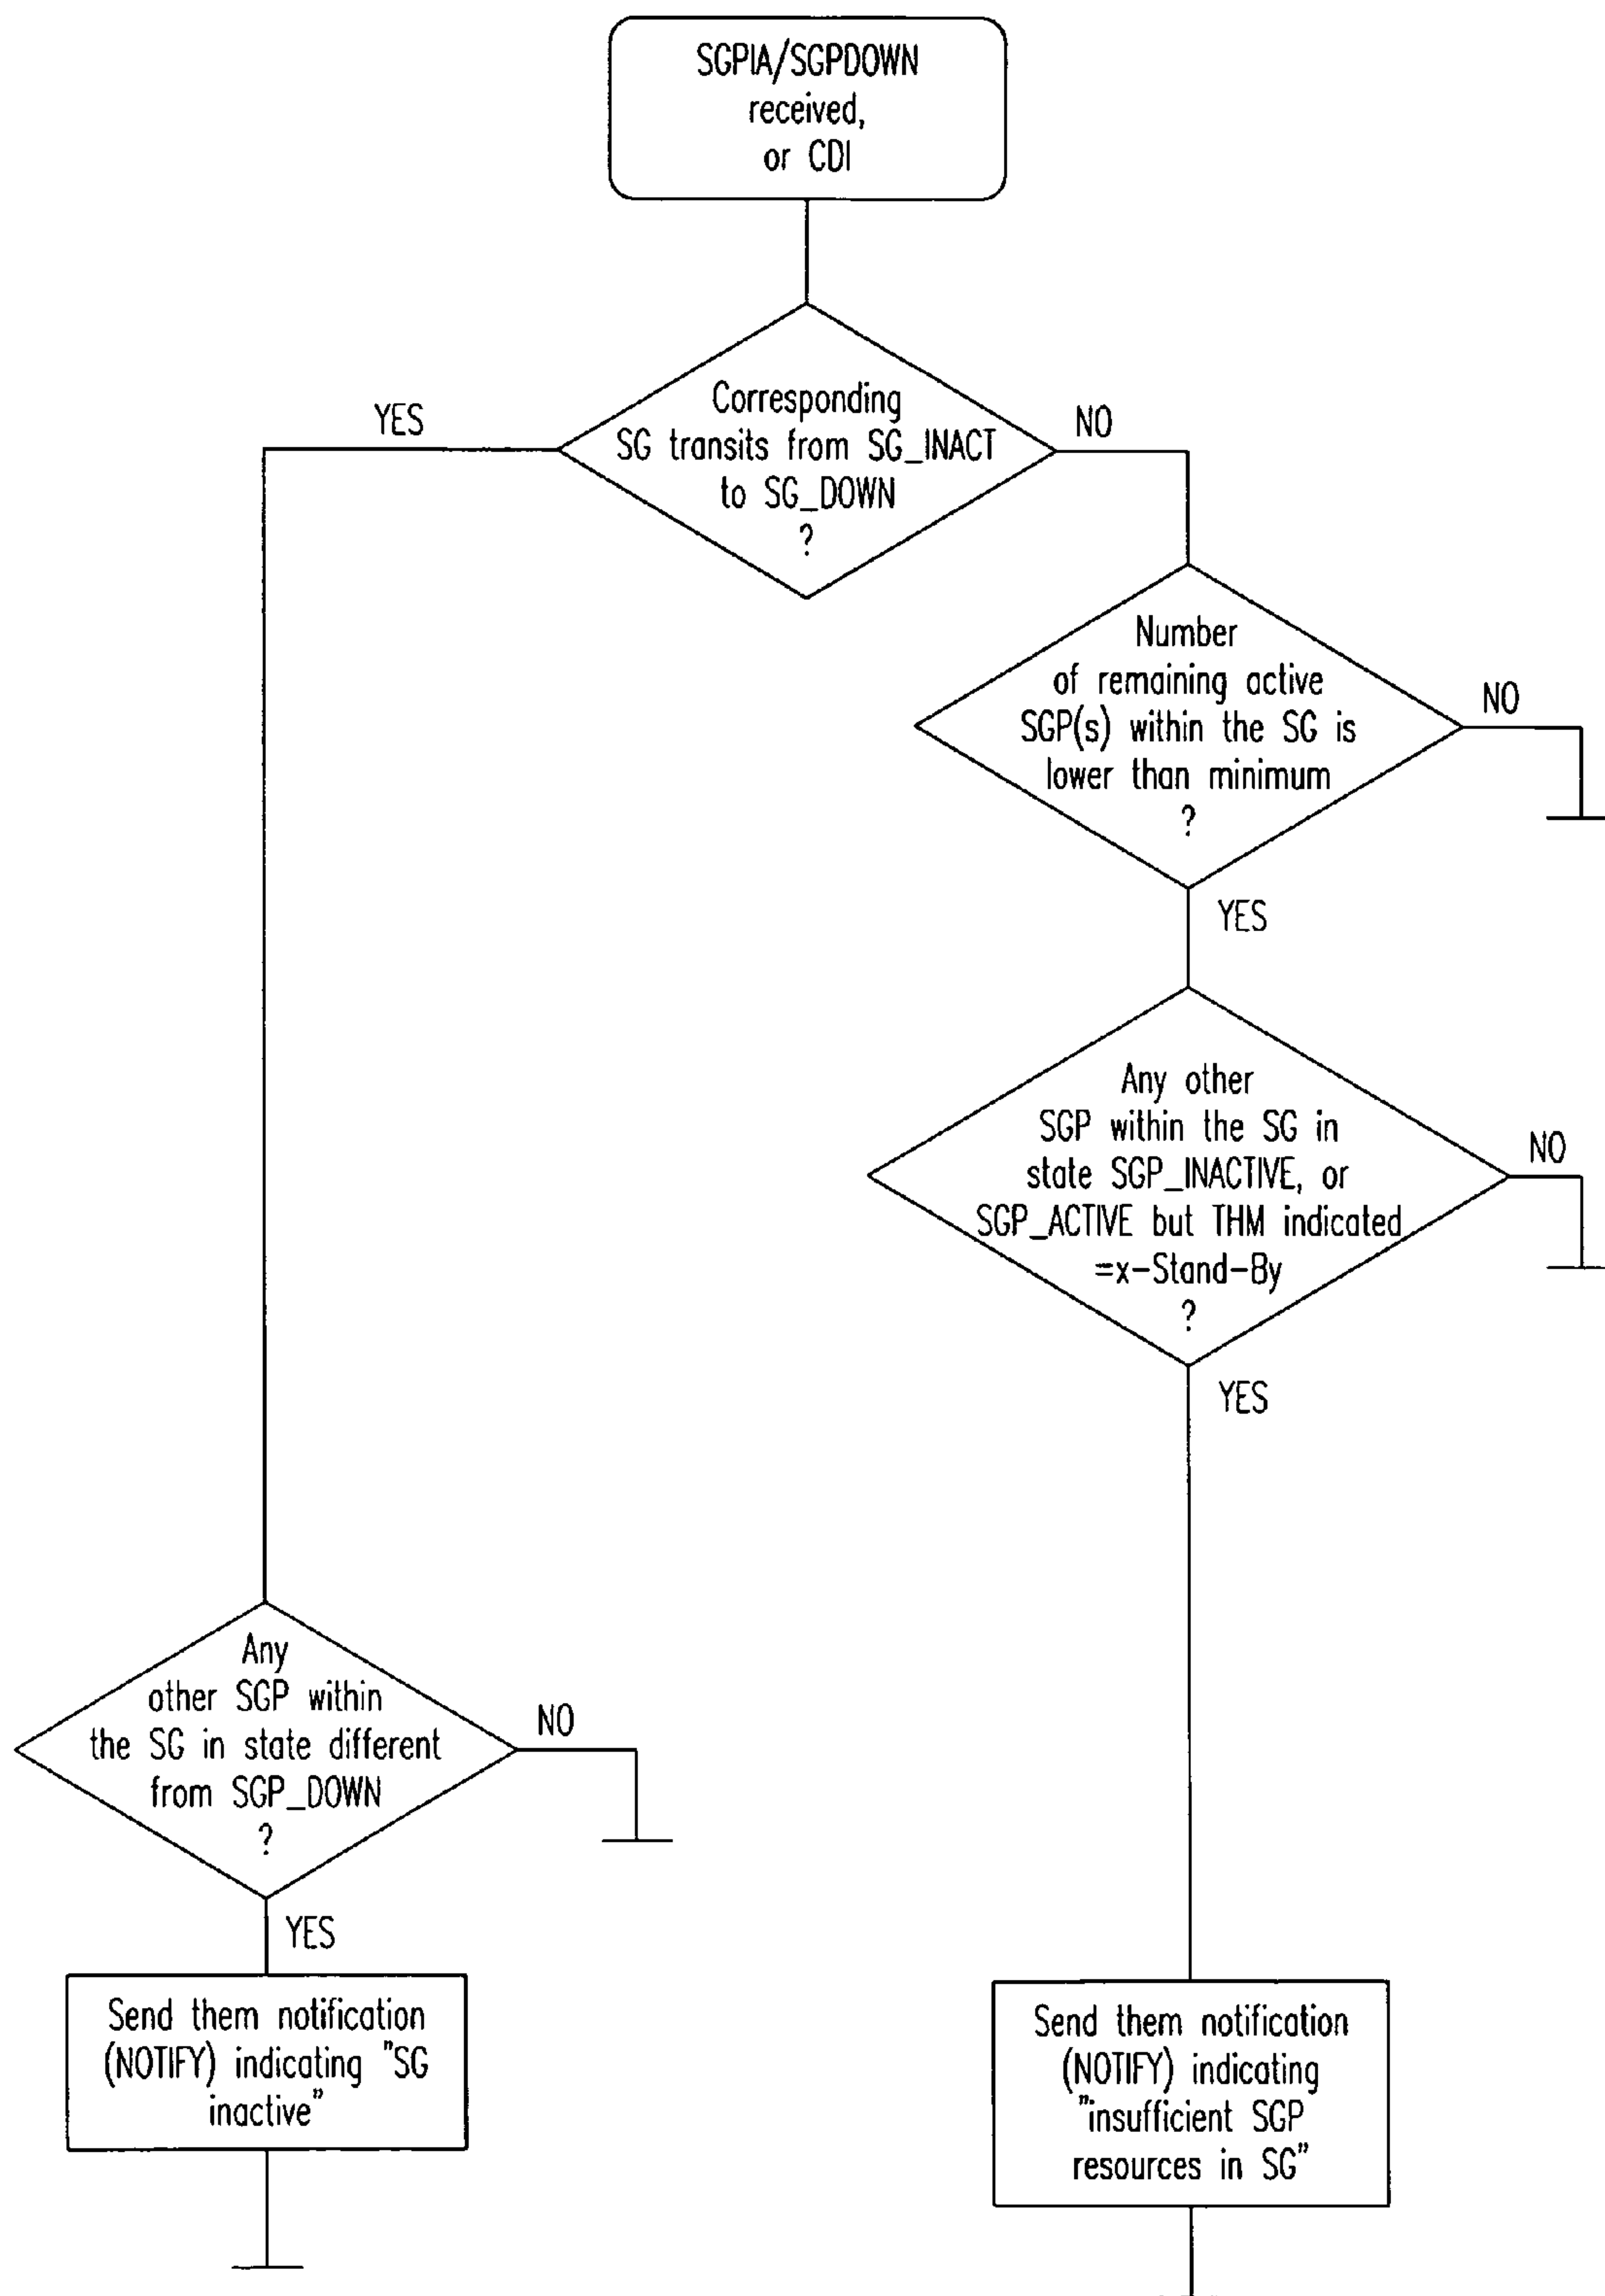 SGPIA/SGPDOWN
received,
or CDI
Corresponding
SG transits from SG_INACT
to SG_DOWN
?
YES
NO
Number
of remaining active
SGP(s) within the SG is
lower than minimum
?
NO
YES
Any other
SGP within the SG in
state SGP_INACTIVE, or
SGP_ACTIVE but THM indicated
=x-Stand-By
?
NO
YES
Any
other SGP within
the SG in state different
from SGP_DOWN
?
NO
YES
Send them notification
(NOTIFY) indicating "SG
inactive"
Send them notification
(NOTIFY) indicating
"insufficient SGP
resources in SG"